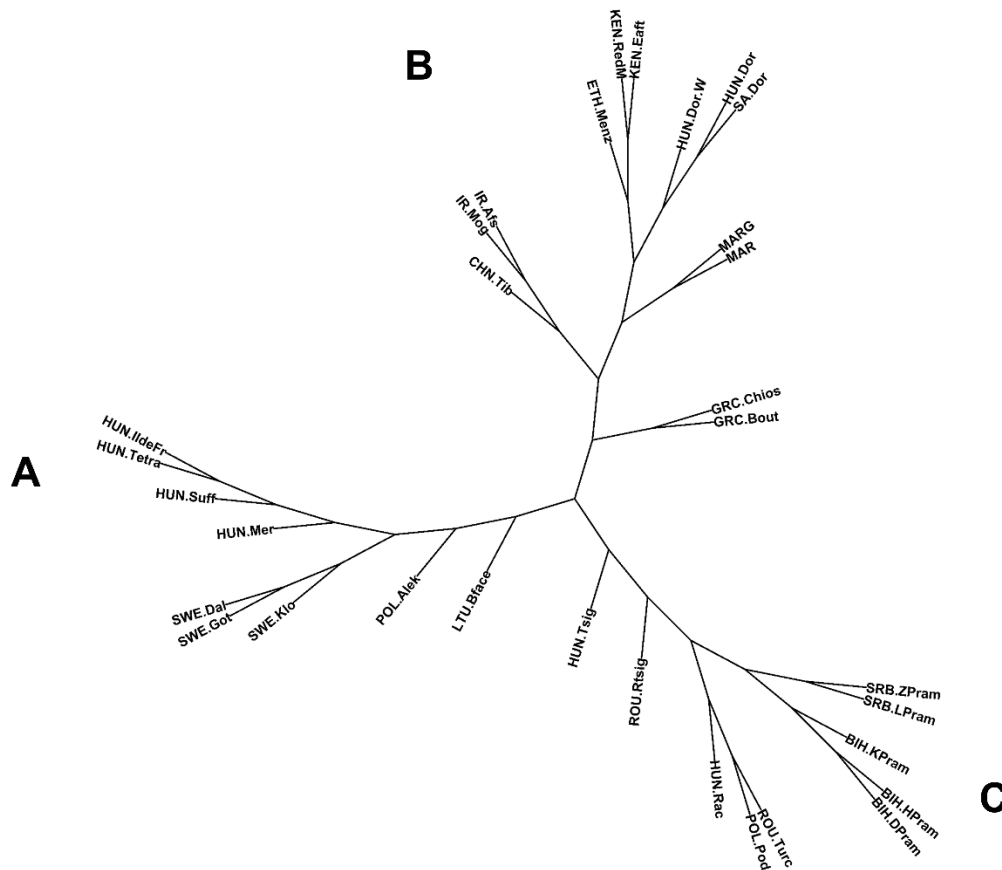 B
KEN.RedM
KEN.Eaft
ETH.Menz
HUN.Dor.W
HUN.Dor
SA.Dor
IR.Afs
IR.Mog
CHN.Tib
MARG
MAR
GRC.Chios
GRC.Bout
A
HUN.IldeFr
HUN.Tetra
HUN.Suff
HUN.Mer
SWE.Dal
SWE.Got
SWE.Klo
POL.Alek
LTU.Bface
HUN.Tsig
ROU.Rtsig
HUN.Rac
POL.Pod
ROU.Turc
SRB.ZPram
SRB.LPram
BIH.KPram
BIH.HPram
BIH.DPram
C